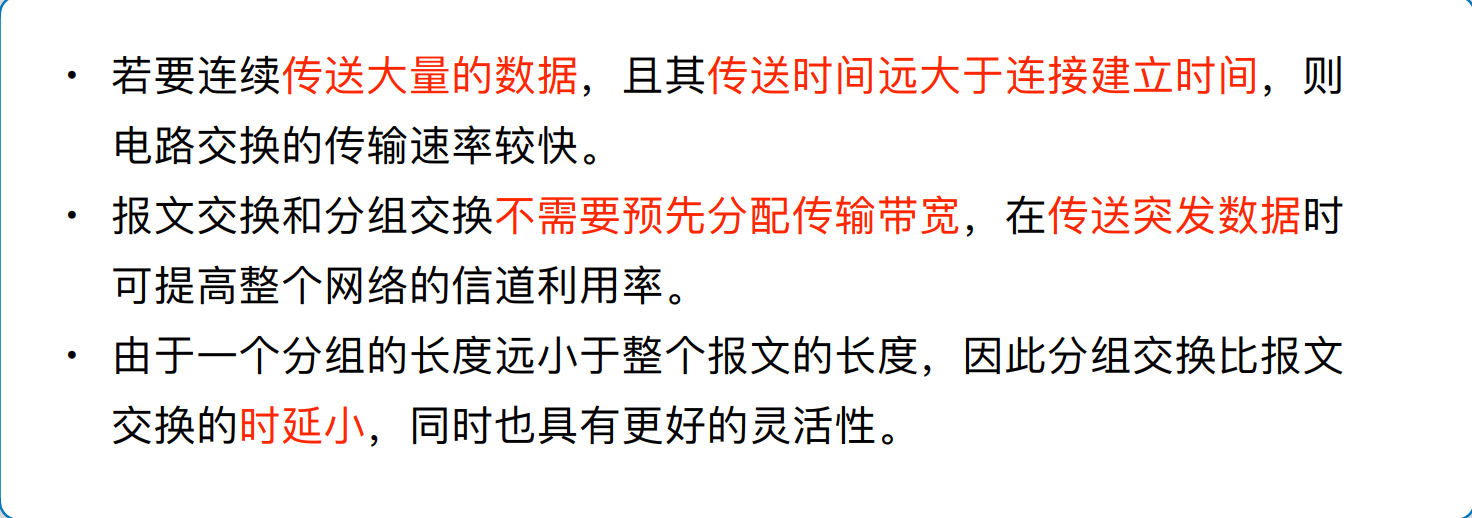 • 若要连续传送大量的数据，且其传送时间远大于连接建立时间，则
电路交换的传输速率较快。
• 报文交换和分组交换不需要预先分配传输带宽，在传送突发数据时
可提高整个网络的信道利用率。
• 由于一个分组的长度远小于整个报文的长度，因此分组交换比报文
交换的时延小，同时也具有更好的灵活性。